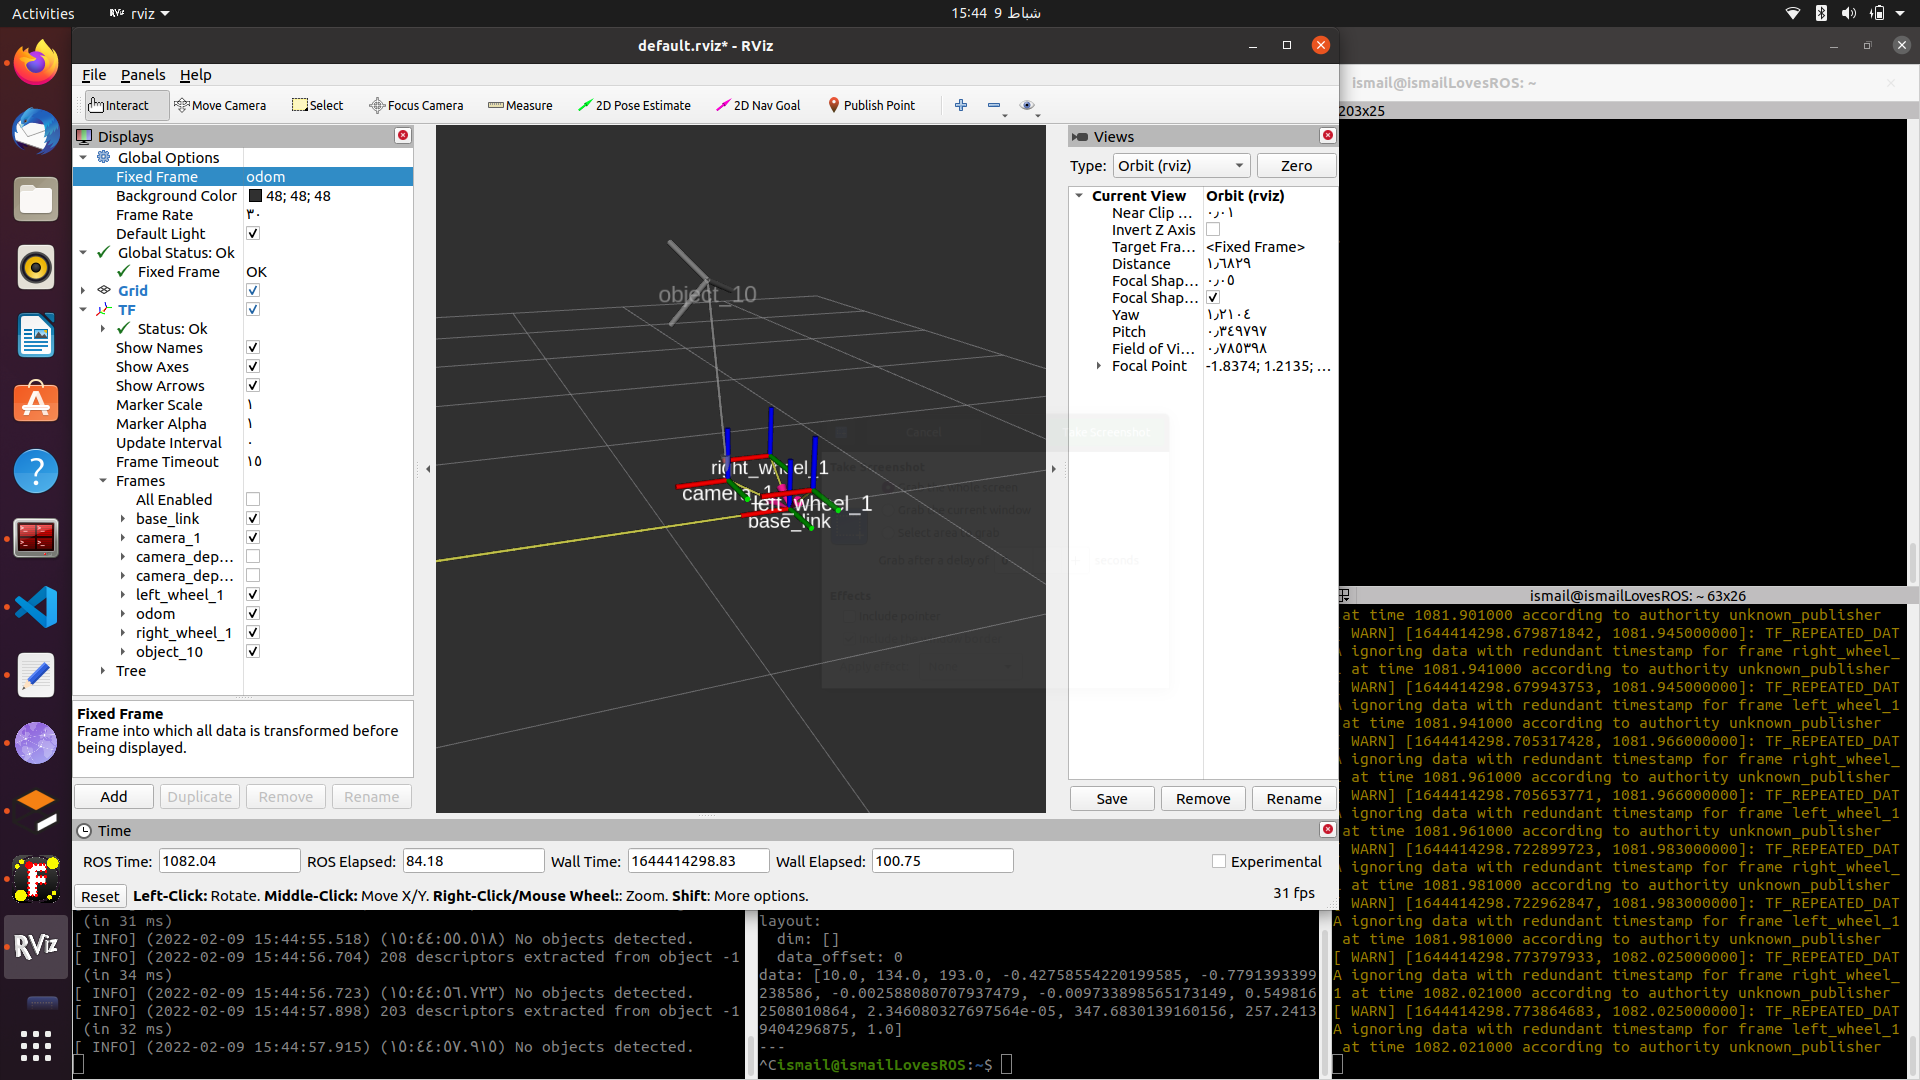 Activities
rviz
15:44 9 شباط
default.rviz* - RViz
File Panels Help
Interact Move Camera Select Focus Camera Measure 2D Pose Estimate 2D Nav Goal Publish Point
Displays
Global Options
Fixed Frame odom
Background Color 48; 48; 48
Frame Rate ٣٠
Default Light
Global Status: Ok
Fixed Frame OK
Grid
TF
Status: Ok
Show Names
Show Axes
Show Arrows
Marker Scale ١
Marker Alpha ١
Update Interval ٠
Frame Timeout ١٥
Frames
All Enabled
base_link
camera_1
camera_dep...
camera_dep...
left_wheel_1
odom
right_wheel_1
object_10
Tree
Fixed Frame
Frame into which all data is transformed before
being displayed.
Add Duplicate Remove Rename
object_10
right_wheel_1
camera_1
left_wheel_1
base_link
Cancel
Take Screenshot
Effects
Include pointer
Views
Type: Orbit (rviz) Zero
Current View Orbit (rviz)
Near Clip ... ٠٫٠١
Invert Z Axis
Target Fra... <Fixed Frame>
Distance ١٫٦٨٢٩
Focal Shap... ٠٫٠٥
Focal Shap...
Yaw ١٫٢١٠٤
Pitch ٠٫٣٤٩٧٩٧
Field of Vi... ٠٫٧٨٥٣٩٨
Focal Point -1.8374; 1.2135; ...
Save Remove Rename
Time
ROS Time: 1082.04 ROS Elapsed: 84.18 Wall Time: 1644414298.83 Wall Elapsed: 100.75 Experimental
Reset Left-Click: Rotate. Middle-Click: Move X/Y. Right-Click/Mouse Wheel:: Zoom. Shift: More options. 31 fps
RViz
(in 31 ms)
[ INFO] (2022-02-09 15:44:55.518) (١٥:٤٤:٥٥.٥١٨) No objects detected.
[ INFO] (2022-02-09 15:44:56.704) 208 descriptors extracted from object -1
(in 34 ms)
[ INFO] (2022-02-09 15:44:56.723) (١٥:٤٤:٥٦.٧٢٣) No objects detected.
[ INFO] (2022-02-09 15:44:57.898) 203 descriptors extracted from object -1
(in 32 ms)
[ INFO] (2022-02-09 15:44:57.915) (١٥:٤٤:٥٧.٩١٥) No objects detected.
layout:
dim: []
data_offset: 0
data: [10.0, 134.0, 193.0, -0.42758554220199585, -0.7791393399
238586, -0.002588080707937479, -0.009733898565173149, 0.549816
2508010864, 2.346080327697564e-05, 347.6830139160156, 257.2413
9404296875, 1.0]
---
^Cismail@ismailLovesROS:~$
ismail@ismailLovesROS: ~
203x25
ismail@ismailLovesROS: ~ 63x26
at time 1081.901000 according to authority unknown_publisher
WARN] [1644414298.679871842, 1081.945000000]: TF_REPEATED_DAT
A ignoring data with redundant timestamp for frame right_wheel_
at time 1081.941000 according to authority unknown_publisher
WARN] [1644414298.679943753, 1081.945000000]: TF_REPEATED_DAT
A ignoring data with redundant timestamp for frame left_wheel_1
at time 1081.941000 according to authority unknown_publisher
WARN] [1644414298.705317428, 1081.966000000]: TF_REPEATED_DAT
A ignoring data with redundant timestamp for frame right_wheel_
at time 1081.961000 according to authority unknown_publisher
WARN] [1644414298.705653771, 1081.966000000]: TF_REPEATED_DAT
A ignoring data with redundant timestamp for frame left_wheel_1
at time 1081.961000 according to authority unknown_publisher
WARN] [1644414298.722899723, 1081.983000000]: TF_REPEATED_DAT
A ignoring data with redundant timestamp for frame right_wheel_
at time 1081.981000 according to authority unknown_publisher
[ WARN] [1644414298.722962847, 1081.983000000]: TF_REPEATED_DAT
A ignoring data with redundant timestamp for frame left_wheel_1
at time 1081.981000 according to authority unknown_publisher
[ WARN] [1644414298.773797933, 1082.025000000]: TF_REPEATED_DAT
A ignoring data with redundant timestamp for frame right_wheel_
1 at time 1082.021000 according to authority unknown_publisher
[ WARN] [1644414298.773864683, 1082.025000000]: TF_REPEATED_DAT
A ignoring data with redundant timestamp for frame left_wheel_1
at time 1082.021000 according to authority unknown_publisher